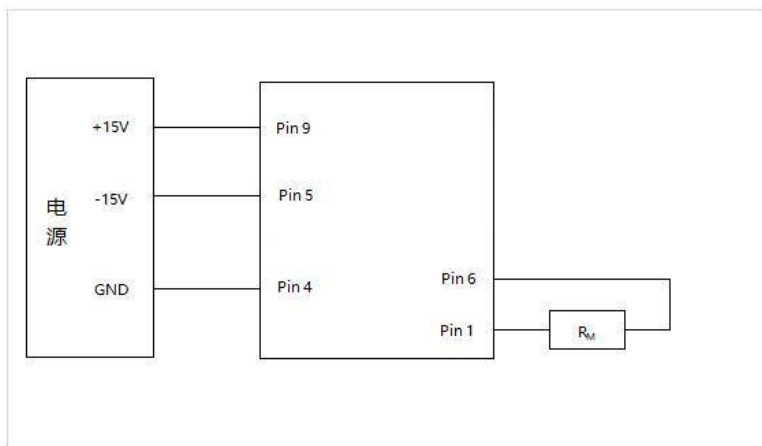 +15V
Pin 9
-15V
Pin 5
电
源
GND
Pin 4
Pin 6
Pin 1
RM